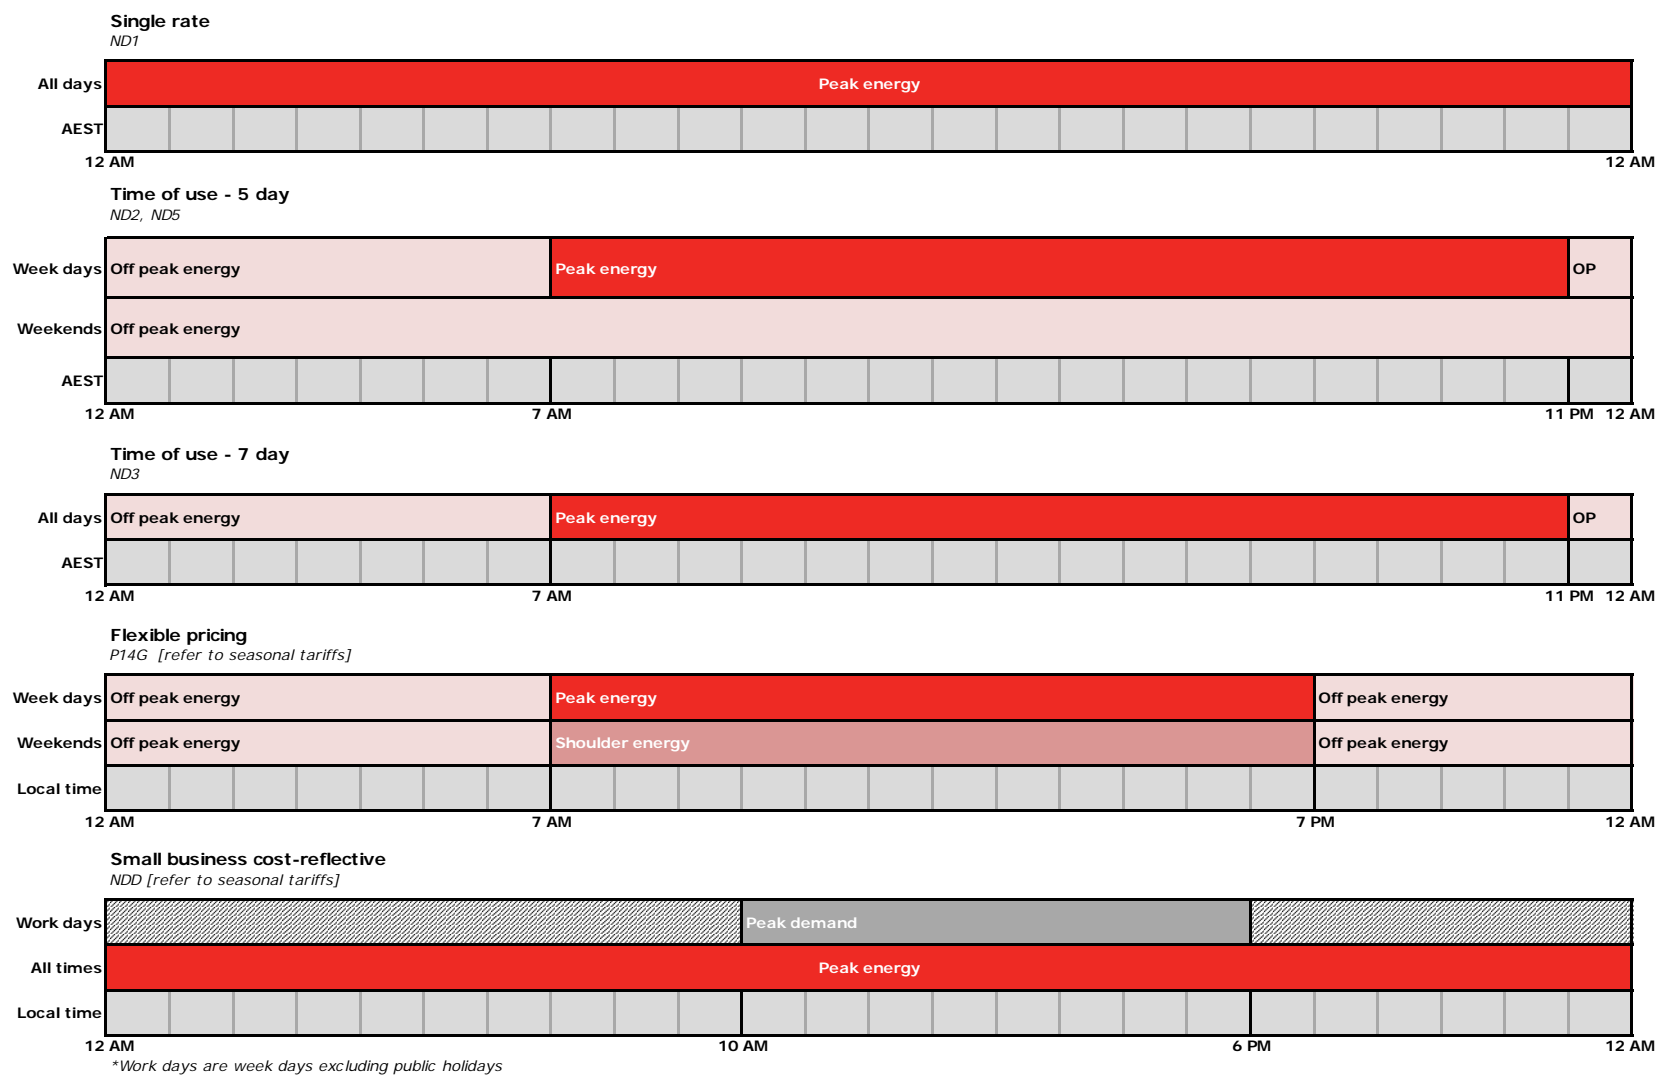 Single rate
ND1
All days Peak energy
AEST
12 AM 12 AM
Time of use - 5 day
ND2, ND5
Week days Off peak energy Peak energy OP
Weekends Off peak energy
AEST
12 AM 7 AM 11 PM 12 AM
Time of use - 7 day
ND3
All days Off peak energy Peak energy OP
AEST
12 AM 7 AM 11 PM 12 AM
Flexible pricing
P14G [refer to seasonal tariffs]
Week days Off peak energy Peak energy Off peak energy
Weekends Off peak energy Shoulder energy Off peak energy
Local time
12 AM 7 AM 7 PM 12 AM
Small business cost-reflective
NDD [refer to seasonal tariffs]
Work days Peak demand
All times Peak energy
Local time
12 AM 10 AM 6 PM 12 AM
*Work days are week days excluding public holidays